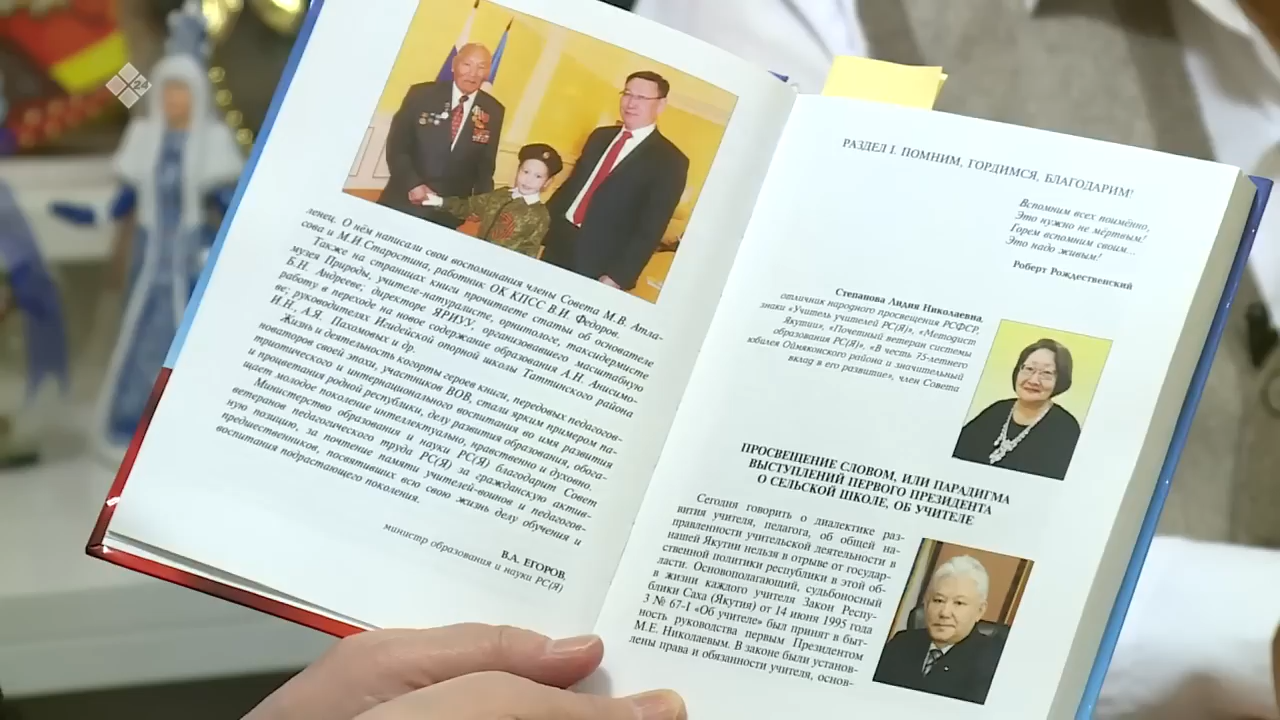 24
ленец. О нём написали свои воспоминания члены Совета М.В. Атла-
сова и М.И.Старостина, работник ОК КПСС В.И. Федоров.
Также на страницах книги прочитаете статьи об основателе
музея Природы, учителе-натуралисте, орнитологе, таксидермисте
Б.Н. Андрееве; директоре ЯРИУУ, организовавшего масштабную
работу в переходе на новое содержание образования А.Н. Анисимо-
ве; руководителях Игидейской опорной школы Таттинского района
И.Н., А.Я. Пахомовых и др.
Жизнь и деятельность когорты героев книги, передовых педагогов-
новаторов своей эпохи, участников ВОВ, стали ярким примером па-
триотического и интернационального воспитания во имя развития
и процветания родной республики, делу развития образования, обога-
щает молодое поколение интеллектуально, нравственно и духовно.
Министерство образования и науки РС(Я) благодарит Совет
ветеранов педагогического труда РС(Я) за гражданскую актив-
ную позицию, за почтение памяти учителей-воинов и педагогов-
предшественников, посвятивших всю свою жизнь делу обучения и
воспитания подрастающего поколения.
В.А. ЕГОРОВ,
министр образования и науки РС(Я)
РАЗДЕЛ I. ПОМНИМ, ГОРДИМСЯ, БЛАГОДАРИМ!
Вспомним всех поимённо,
Это нужно не мёртвым!
Горем вспомним своим...
Это надо живым!
Роберт Рождественский
Степанова Лидия Николаевна,
отличник народного просвещения РСФСР,
знаки «Учитель учителей РС(Я)», «Методист
Якутии», «Почетный ветеран системы
образования РС(Я)», «В честь 75-летнего
юбилея Оймяконского района и значительный
вклад в его развитие», член Совета
ПРОСВЕЩЕНИЕ СЛОВОМ, ИЛИ ПАРАДИГМА
ВЫСТУПЛЕНИЙ ПЕРВОГО ПРЕЗИДЕНТА
О СЕЛЬСКОЙ ШКОЛЕ, ОБ УЧИТЕЛЕ
Сегодня говорить о диалектике раз-
вития учителя, педагога, об общей на-
правленности учительской деятельности в
нашей Якутии нельзя в отрыве от государ-
ственной политики республики в этой об-
ласти. Основополагающий, судьбоносный
в жизни каждого учителя Закон Респу-
блики Саха (Якутия) от 14 июня 1995 года
З № 67-I «Об учителе» был принят в быт-
ность руководства первым Президентом
М.Е. Николаевым. В законе были установ-
лены права и обязанности учителя, основ-